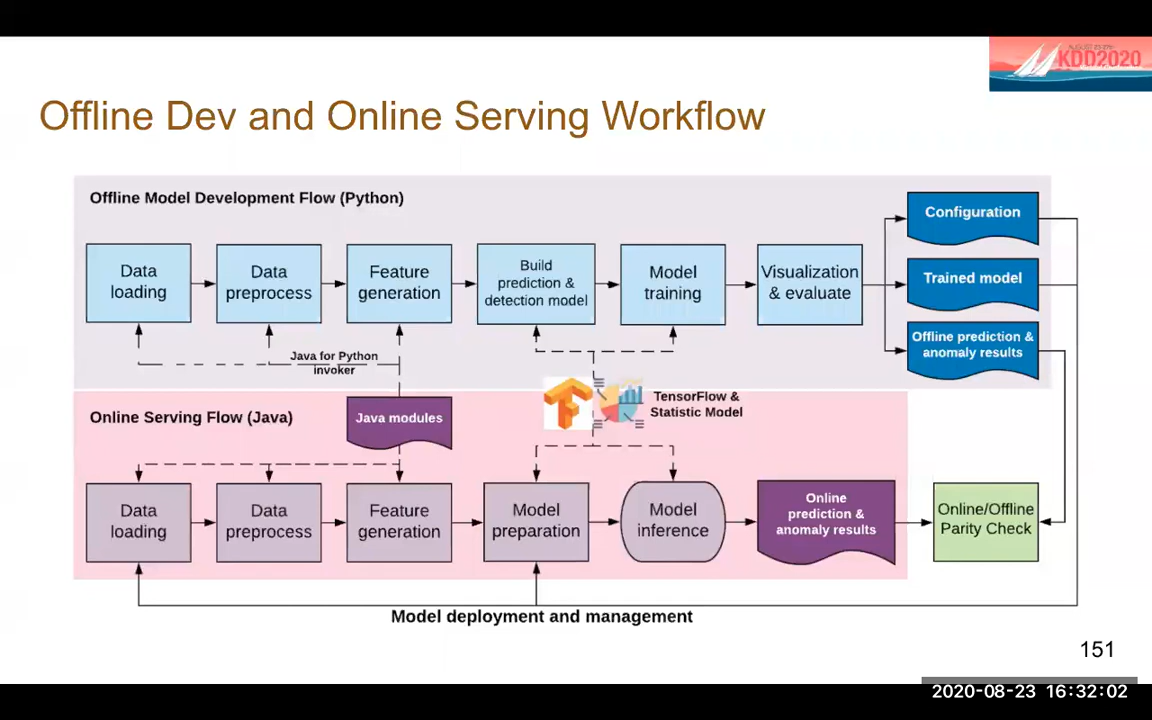 KDD2020
Offline Dev and Online Serving Workflow
Offline Model Development Flow (Python)
Data
loading
Data
preprocess
Feature
generation
Build
prediction &
detection model
Model
training
Visualization
& evaluate
Configuration
Trained model
Offline prediction &
anomaly results
Java for Python
invoker
TensorFlow &
Statistic Model
Online Serving Flow (Java)
Java modules
Data
loading
Data
preprocess
Feature
generation
Model
preparation
Model
inference
Online
prediction &
anomaly results
Online/Offline
Parity Check
Model deployment and management
151
2020-08-23 16:32:02